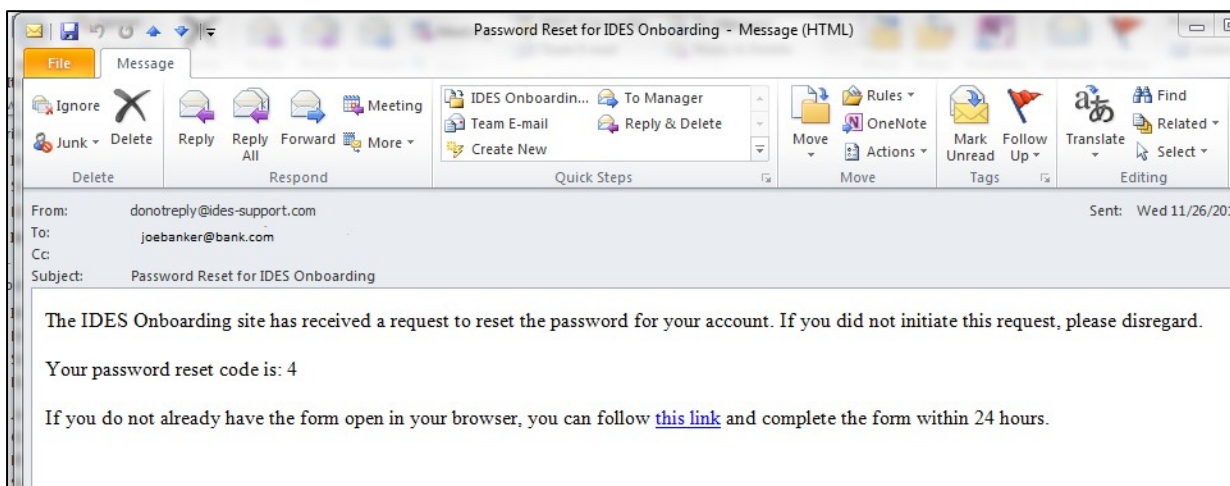 Password Reset for IDES Onboarding - Message (HTML)
File Message
Ignore
Junk
Delete
Reply
Reply All
Forward
Meeting
More
IDES Onboardin...
To Manager
Team E-mail
Reply & Delete
Create New
Move
Rules
OneNote
Actions
Mark Unread
Follow Up
Translate
Find
Related
Select
Delete Respond Quick Steps Move Tags Editing
From: donotreply@ides-support.com Sent: Wed 11/26/201
To: joebanker@bank.com
Cc:
Subject: Password Reset for IDES Onboarding
The IDES Onboarding site has received a request to reset the password for your account. If you did not initiate this request, please disregard.
Your password reset code is: 4
If you do not already have the form open in your browser, you can follow this link and complete the form within 24 hours.